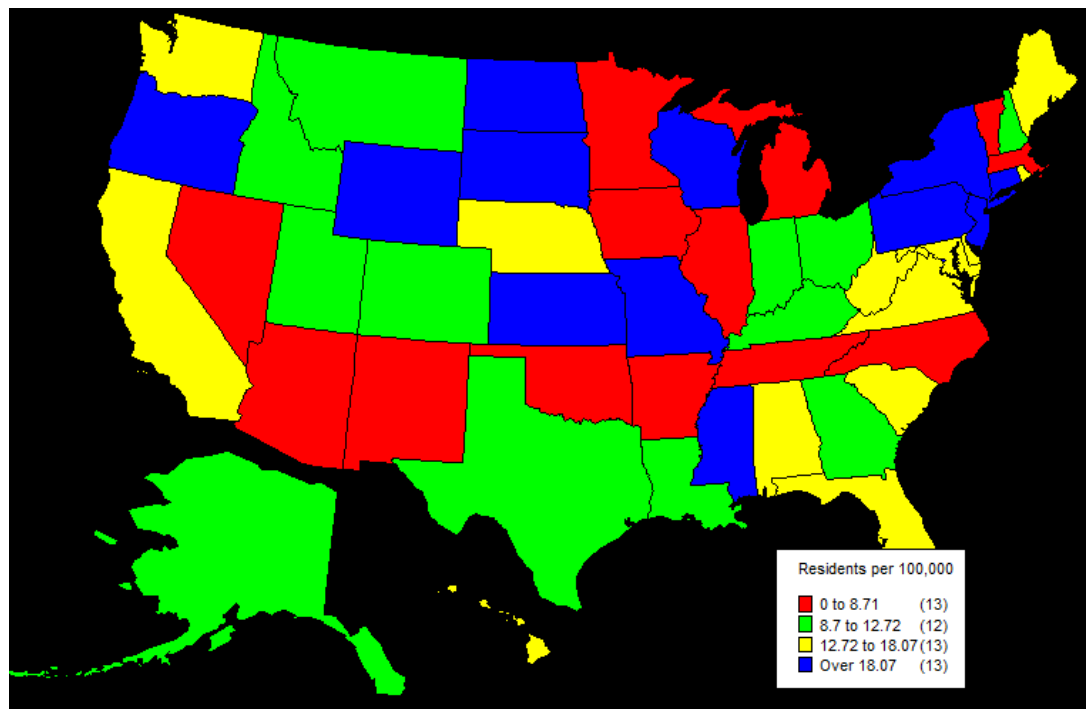 Residents per 100,000
0 to 8.71 (13)
8.7 to 12.72 (12)
12.72 to 18.07 (13)
Over 18.07 (13)